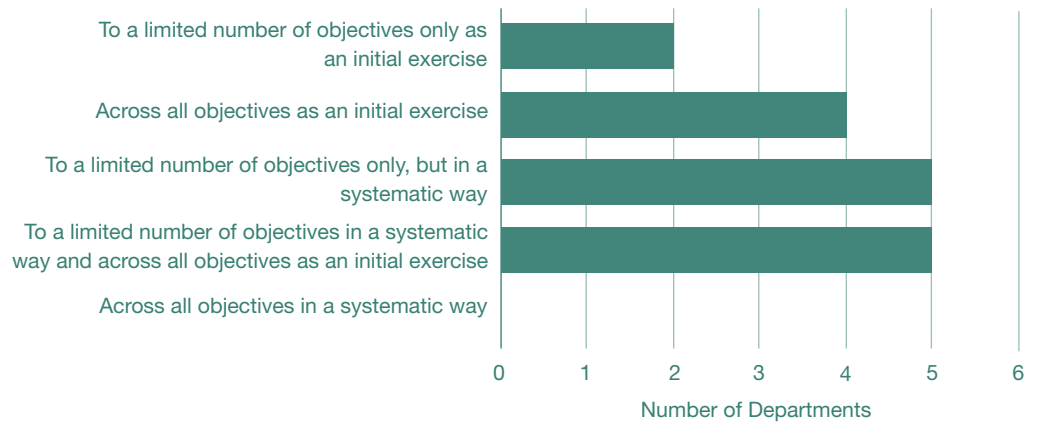 To a limited number of objectives only as
an initial exercise
Across all objectives as an initial exercise
To a limited number of objectives only, but in a
systematic way
To a limited number of objectives in a systematic
way and across all objectives as an initial exercise
Across all objectives in a systematic way
0 1 2 3 4 5 6
Number of Departments